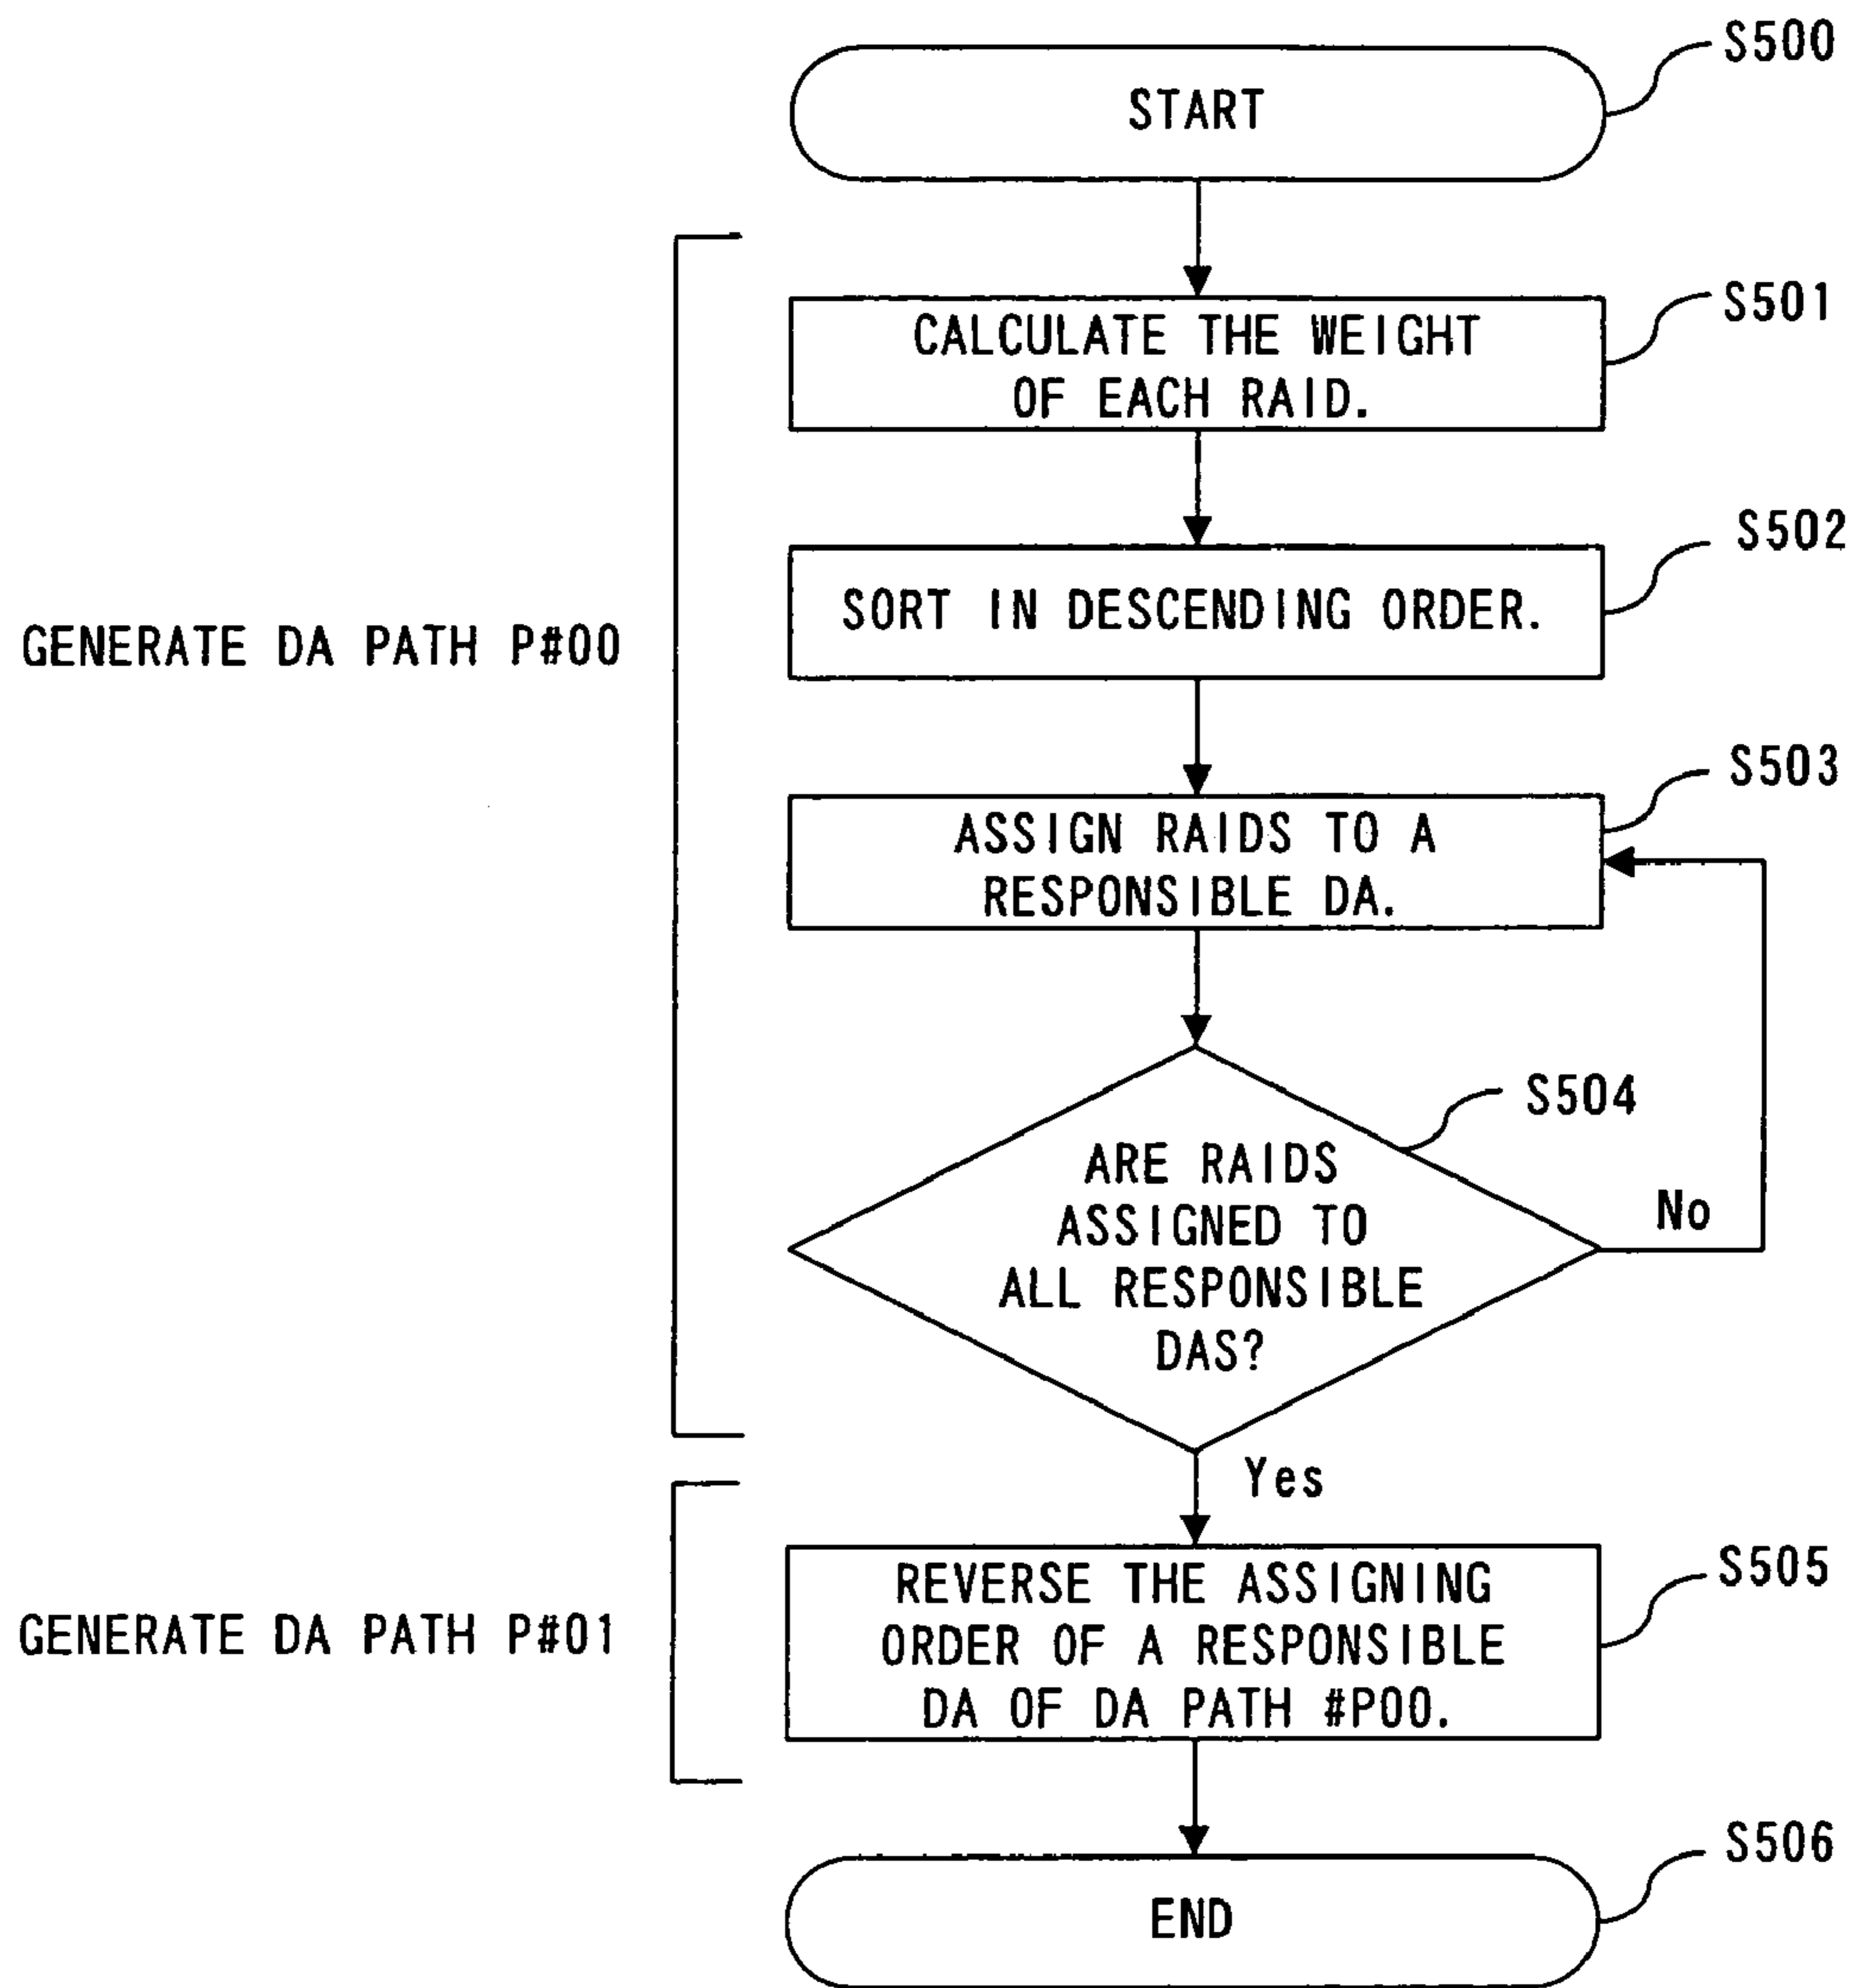 S500
START
S501
CALCULATE THE WEIGHT
OF EACH RAID.
S502
SORT IN DESCENDING ORDER.
GENERATE DA PATH P#00
S503
ASSIGN RAIDS TO A
RESPONSIBLE DA.
S504
ARE RAIDS
ASSIGNED TO
ALL RESPONSIBLE
DAS?
No
Yes
S505
REVERSE THE ASSIGNING
ORDER OF A RESPONSIBLE
DA OF DA PATH #P00.
GENERATE DA PATH P#01
S506
END